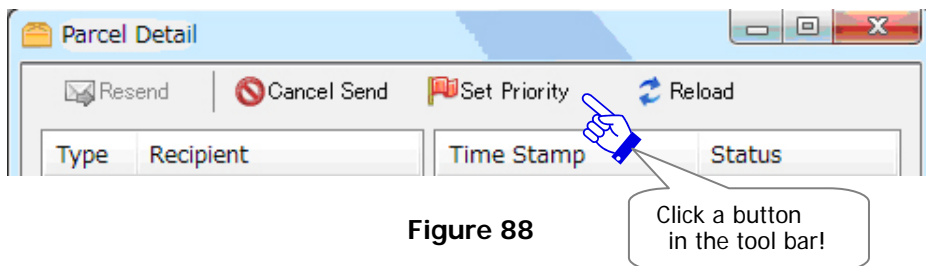 Parcel Detail
Resend Cancel Send Set Priority Reload
Type Recipient Time Stamp Status
Click a button
in the tool bar!
Figure 88